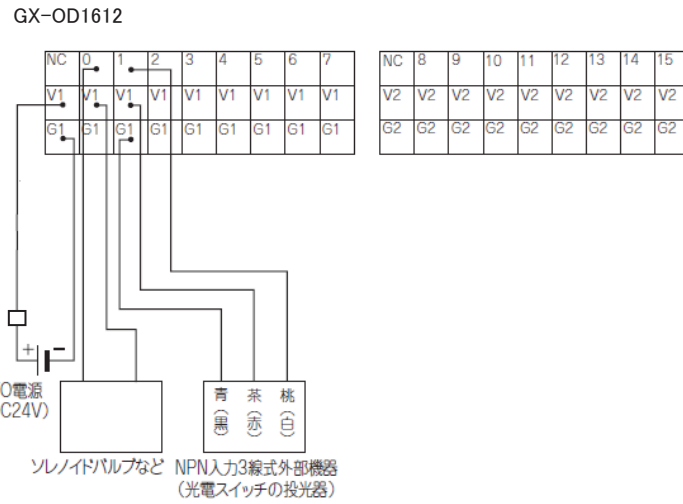 GX-OD1612
NC 0 1 2 3 4 5 6 7
V1 V1 V1 V1 V1 V1 V1 V1 V1
G1 G1 G1 G1 G1 G1 G1 G1 G1
NC 8 9 10 11 12 13 14 15
V2 V2 V2 V2 V2 V2 V2 V2 V2
G2 G2 G2 G2 G2 G2 G2 G2 G2
+ −
O電源
C24V)
青(黒) 茶(赤) 桃(白)
ソレノイドバルブなど
NPN入力3線式外部機器
(光電スイッチの投光器)